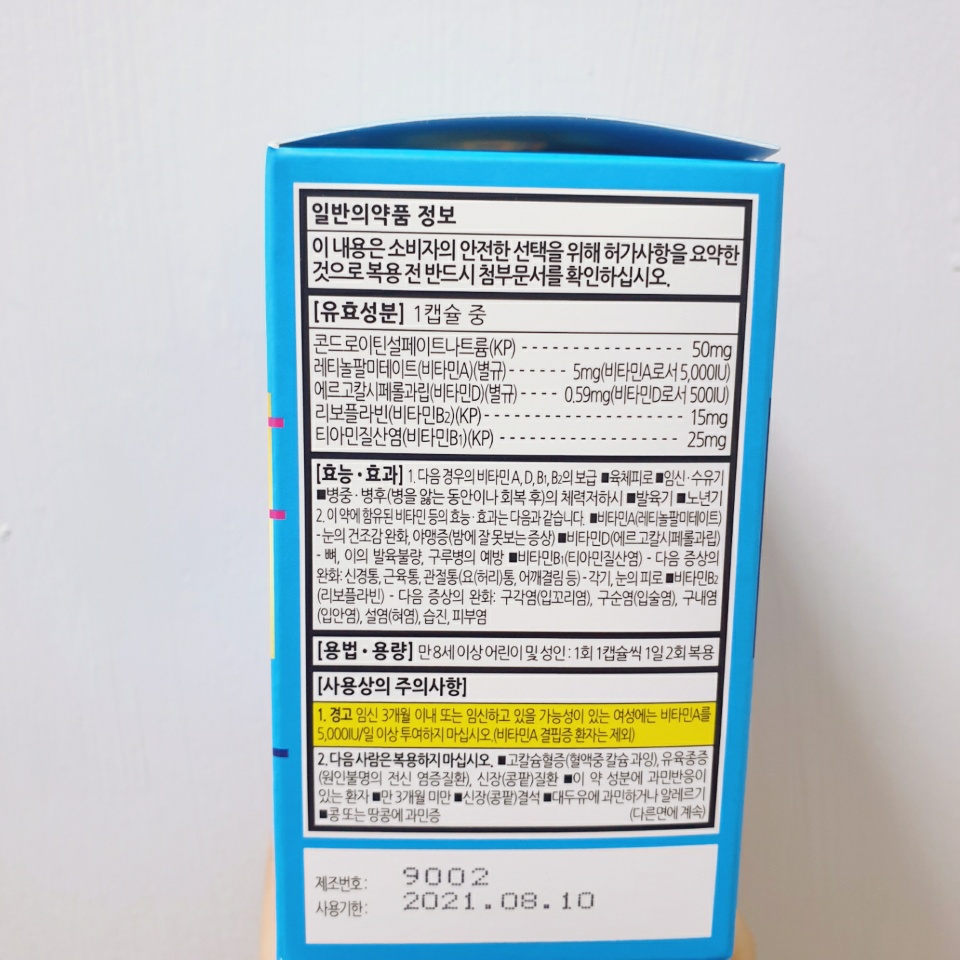 일반의약품 정보
이 내용은 소비자의 안전한 선택을 위해 허가사항을 요약한
것으로 복용 전 반드시 첨부문서를 확인하십시오.
[유효성분] 1캡슐 중
콘드로이틴설페이트나트륨(KP) - - - - - - - - - - - - - - - - 50mg
레티놀팔미테이트(비타민A)(별규) - - - - - - 5mg(비타민A로서 5,000IU)
에르고칼시페롤과립(비타민D)(별규) - - - - 0.59mg(비타민D로서 500IU)
리보플라빈(비타민B₂)(KP) - - - - - - - - - - - - - - - - - - - - 15mg
티아민질산염(비타민B₁)(KP) - - - - - - - - - - - - - - - - - - 25mg
[효능·효과] 1. 다음 경우의 비타민 A, D, B₁, B₂의 보급 ■육체피로 ■임신·수유기
■병중·병후(병을 앓는 동안이나 회복 후)의 체력저하시 ■발육기 ■노년기
2. 이 약에 함유된 비타민 등의 효능·효과는 다음과 같습니다. ■비타민A(레티놀팔미테이트)
- 눈의 건조감 완화, 야맹증(밤에 잘 못보는 증상) ■비타민D(에르고칼시페롤과립)
- 뼈, 이의 발육불량, 구루병의 예방 ■비타민B₁(티아민질산염) - 다음 증상의
완화: 신경통, 근육통, 관절통(요(허리)통, 어깨결림 등) - 각기, 눈의 피로 ■비타민B₂
(리보플라빈) - 다음 증상의 완화: 구각염(입꼬리염), 구순염(입술염), 구내염
(입안염), 설염(혀염), 습진, 피부염
[용법·용량] 만 8세 이상 어린이 및 성인 : 1회 1캡슐씩 1일 2회 복용
[사용상의 주의사항]
1. 경고 임신 3개월 이내 또는 임신하고 있을 가능성이 있는 여성에는 비타민A를
5,000IU/일 이상 투여하지 마십시오.(비타민A 결핍증 환자는 제외)
2. 다음 사람은 복용하지 마십시오. ■고칼슘혈증(혈액중 칼슘 과잉), 유육종증
(원인불명의 전신 염증질환), 신장(콩팥)질환 ■이 약 성분에 과민반응이
있는 환자 ■만 3개월 미만 ■신장(콩팥)결석 ■대두유에 과민하거나 알레르기
■콩 또는 땅콩에 과민증 (다른면에 계속)
제조번호: 9002
사용기한: 2021.08.10